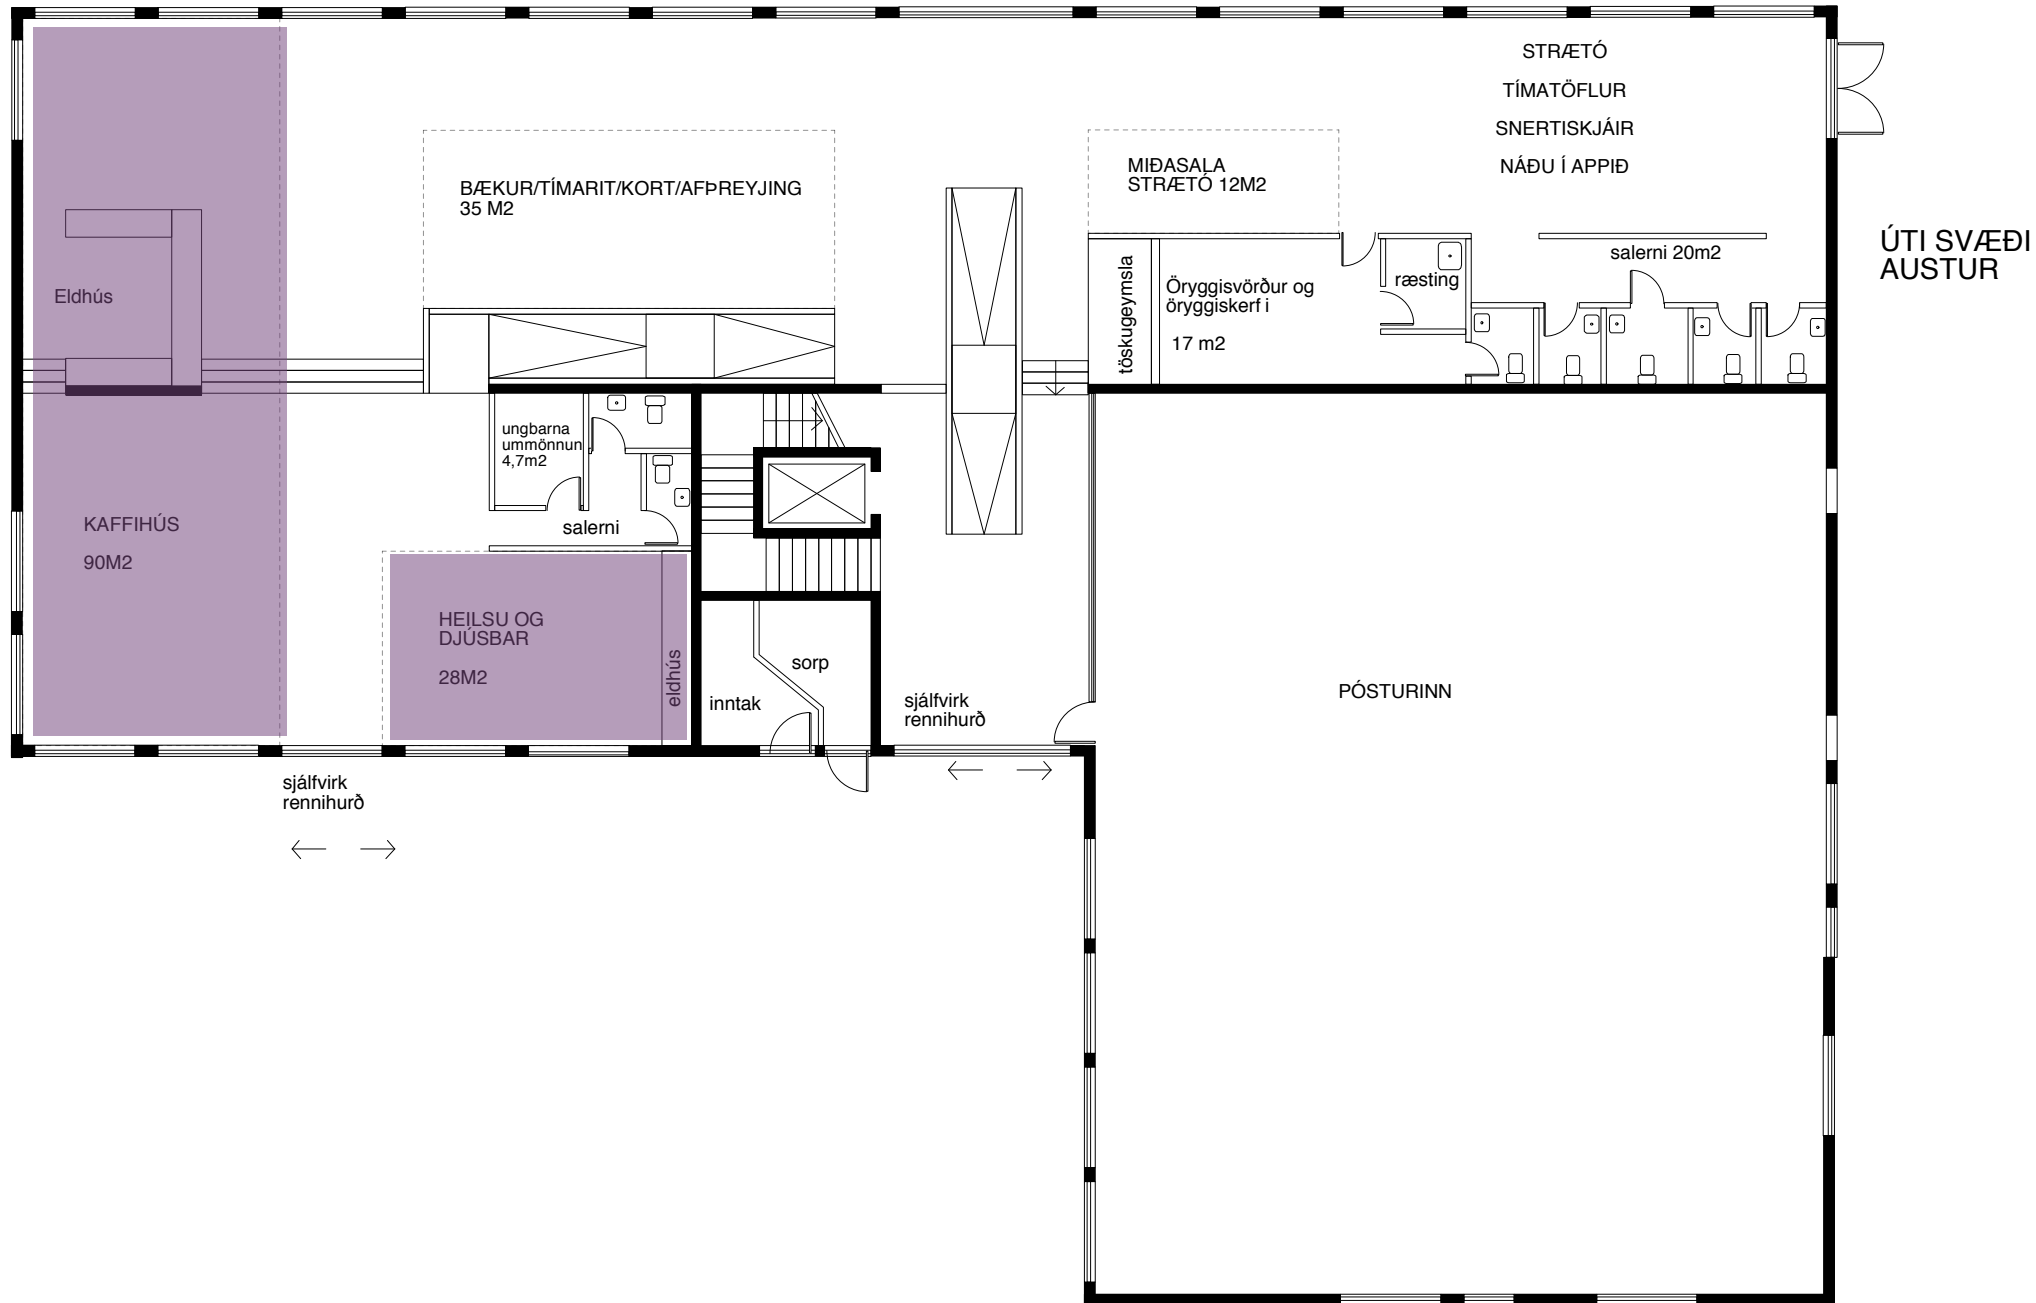 STRÆTÓ
TÍMATÖFLUR
SNERTISKJÁIR
NÁÐU Í APPIÐ
MIÐASALA
STRÆTÓ 12M2
BÆKUR/TÍMARIT/KORT/AFÞREYJING
35 M2
ÚTI SVÆÐI
AUSTUR
salerni 20m2
töskugeymsla
Öryggisvörður og
öryggiskerf i
17 m2
ræsting
Eldhús
ungbarna
ummönnun
4,7m2
salerni
KAFFIHÚS
90M2
HEILSU OG
DJÚSBAR
28M2
eldhús
sorp
inntak
sjálfvirk
rennihurð
PÓSTURINN
sjálfvirk
rennihurð